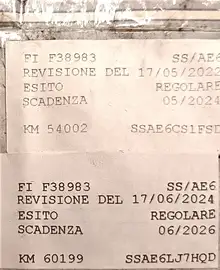 FI F38983 SS/AE6
REVISIONE DEL 17/05/2022
ESITO REGOLARE
SCADENZA 05/2024
KM 54002 SSAE6CS1FSD
FI F38983 SS/AE6
REVISIONE DEL 17/06/2024
ESITO REGOLARE
SCADENZA 06/2026
KM 60199 SSAE6LJ7HQD